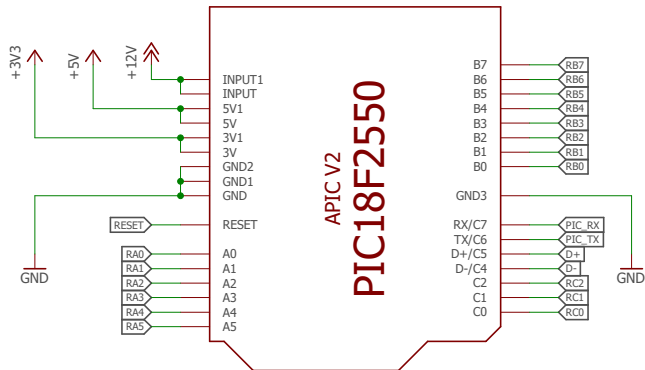 +3V3
+5V
+12V
INPUT1
INPUT
5V1
5V
3V1
3V
GND2
GND1
GND
RESET
RESET
RA0 A0
RA1 A1
RA2 A2
RA3 A3
RA4 A4
RA5 A5
GND
APIC V2
PIC18F2550
B7 RB7
B6 RB6
B5 RB5
B4 RB4
B3 RB3
B2 RB2
B1 RB1
B0 RB0
GND3
RX/C7 PIC_RX
TX/C6 PIC_TX
D+/C5 D+
D-/C4 D-
C2 RC2
C1 RC1
C0 RC0
GND